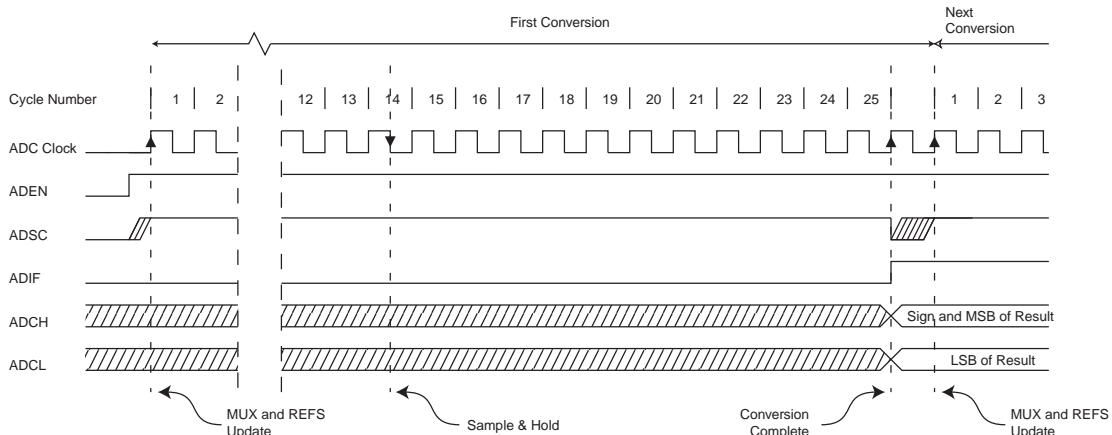 First Conversion
Next
Conversion
Cycle Number 1 2 12 13 14 15 16 17 18 19 20 21 22 23 24 25 1 2 3
ADC Clock
ADEN
ADSC
ADIF
ADCH Sign and MSB of Result
ADCL LSB of Result
MUX and REFS
Update
Sample & Hold
Conversion
Complete
MUX and REFS
Update